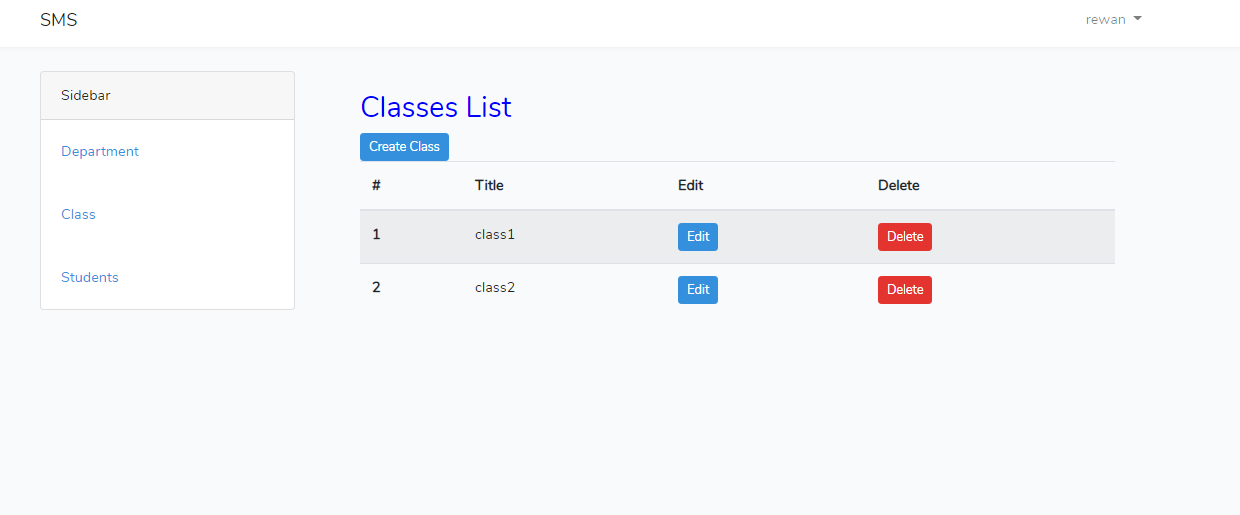 SMS
rewan
Sidebar
Department
Class
Students
Classes List
Create Class
# Title Edit Delete
1 class1 Edit Delete
2 class2 Edit Delete